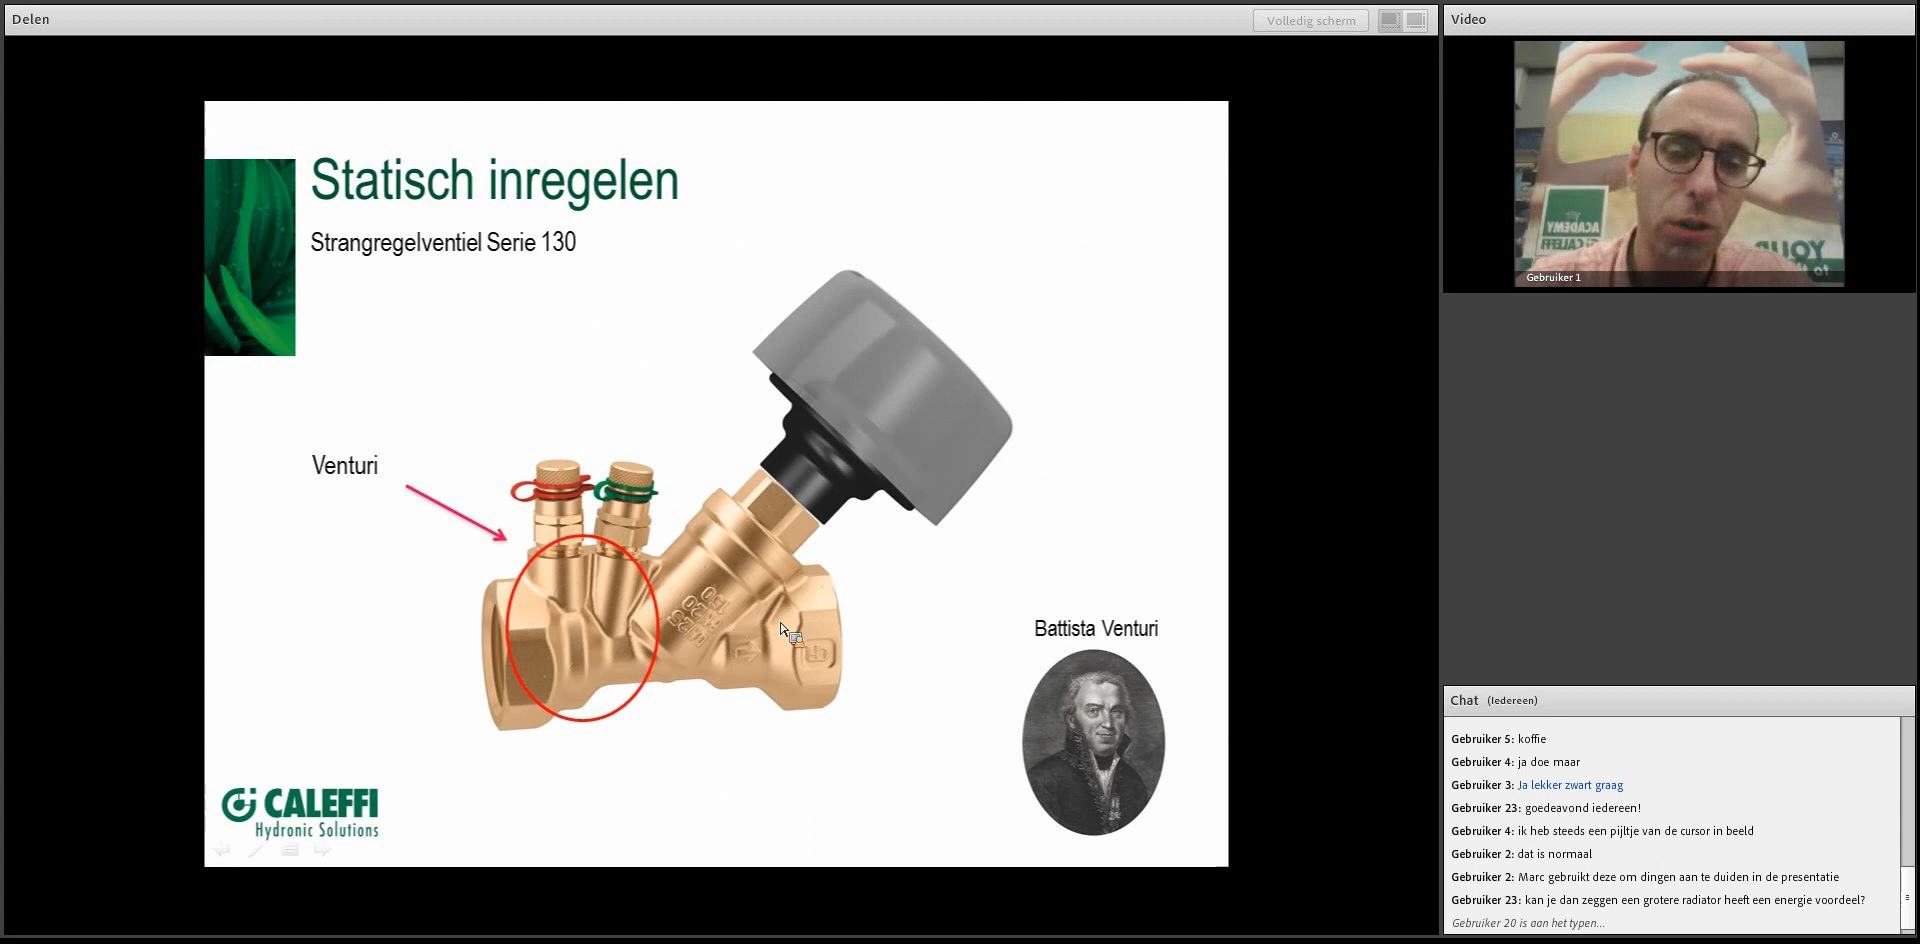 Delen
Volledig scherm
Statisch inregelen
Strangregelventiel Serie 130
Venturi
Battista Venturi
CALEFFI
Hydronic Solutions
Video
ACADEMY
CALEFFI
YOUR
to
Gebruiker 1
Chat (Iedereen)
Gebruiker 5: koffie
Gebruiker 4: ja doe maar
Gebruiker 3: Ja lekker zwart graag
Gebruiker 23: goedeavond iedereen!
Gebruiker 4: ik heb steeds een pijltje van de cursor in beeld
Gebruiker 2: dat is normaal
Gebruiker 2: Marc gebruikt deze om dingen aan te duiden in de presentatie
Gebruiker 23: kan je dan zeggen een grotere radiator heeft een energie voordeel?
Gebruiker 20 is aan het typen...